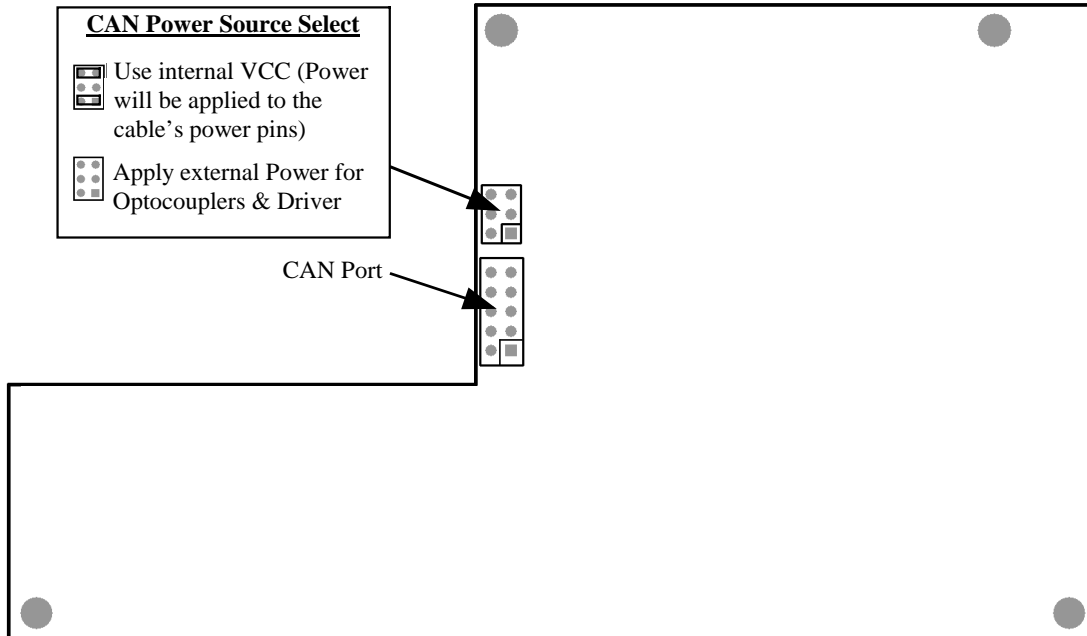 CAN Power Source Select
Use internal VCC (Power
will be applied to the
cable’s power pins)
Apply external Power for
Optocouplers & Driver
CAN Port